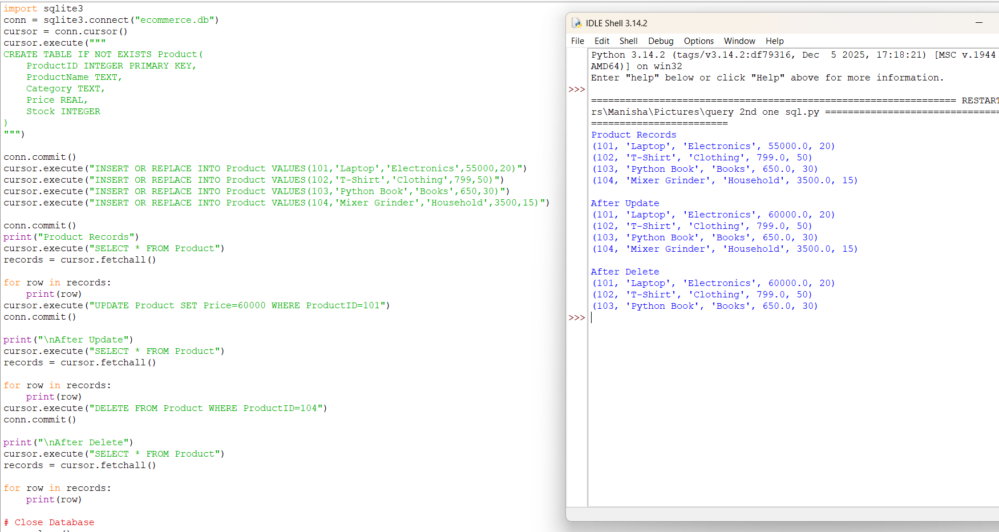 import sqlite3
conn = sqlite3.connect("ecommerce.db")
cursor = conn.cursor()
cursor.execute("""
CREATE TABLE IF NOT EXISTS Product(
    ProductID INTEGER PRIMARY KEY,
    ProductName TEXT,
    Category TEXT,
    Price REAL,
    Stock INTEGER
)
""")

conn.commit()
cursor.execute("INSERT OR REPLACE INTO Product VALUES(101,'Laptop','Electronics',55000,20)")
cursor.execute("INSERT OR REPLACE INTO Product VALUES(102,'T-Shirt','Clothing',799,50)")
cursor.execute("INSERT OR REPLACE INTO Product VALUES(103,'Python Book','Books',650,30)")
cursor.execute("INSERT OR REPLACE INTO Product VALUES(104,'Mixer Grinder','Household',3500,15)")

conn.commit()
print("Product Records")
cursor.execute("SELECT * FROM Product")
records = cursor.fetchall()

for row in records:
    print(row)
cursor.execute("UPDATE Product SET Price=60000 WHERE ProductID=101")
conn.commit()

print("\nAfter Update")
cursor.execute("SELECT * FROM Product")
records = cursor.fetchall()

for row in records:
    print(row)
cursor.execute("DELETE FROM Product WHERE ProductID=104")
conn.commit()

print("\nAfter Delete")
cursor.execute("SELECT * FROM Product")
records = cursor.fetchall()

for row in records:
    print(row)

# Close Database
IDLE Shell 3.14.2
File Edit Shell Debug Options Window Help
Python 3.14.2 (tags/v3.14.2:df79316, Dec  5 2025, 17:18:21) [MSC v.1944
AMD64)] on win32
Enter "help" below or click "Help" above for more information.
>>>
================================================================ RESTART
rs\Manisha\Pictures\query 2nd one sql.py ===============================
========================
Product Records
(101, 'Laptop', 'Electronics', 55000.0, 20)
(102, 'T-Shirt', 'Clothing', 799.0, 50)
(103, 'Python Book', 'Books', 650.0, 30)
(104, 'Mixer Grinder', 'Household', 3500.0, 15)

After Update
(101, 'Laptop', 'Electronics', 60000.0, 20)
(102, 'T-Shirt', 'Clothing', 799.0, 50)
(103, 'Python Book', 'Books', 650.0, 30)
(104, 'Mixer Grinder', 'Household', 3500.0, 15)

After Delete
(101, 'Laptop', 'Electronics', 60000.0, 20)
(102, 'T-Shirt', 'Clothing', 799.0, 50)
(103, 'Python Book', 'Books', 650.0, 30)
>>>